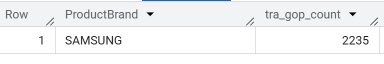 Row ProductBrand tra_gop_count
1 SAMSUNG 2235